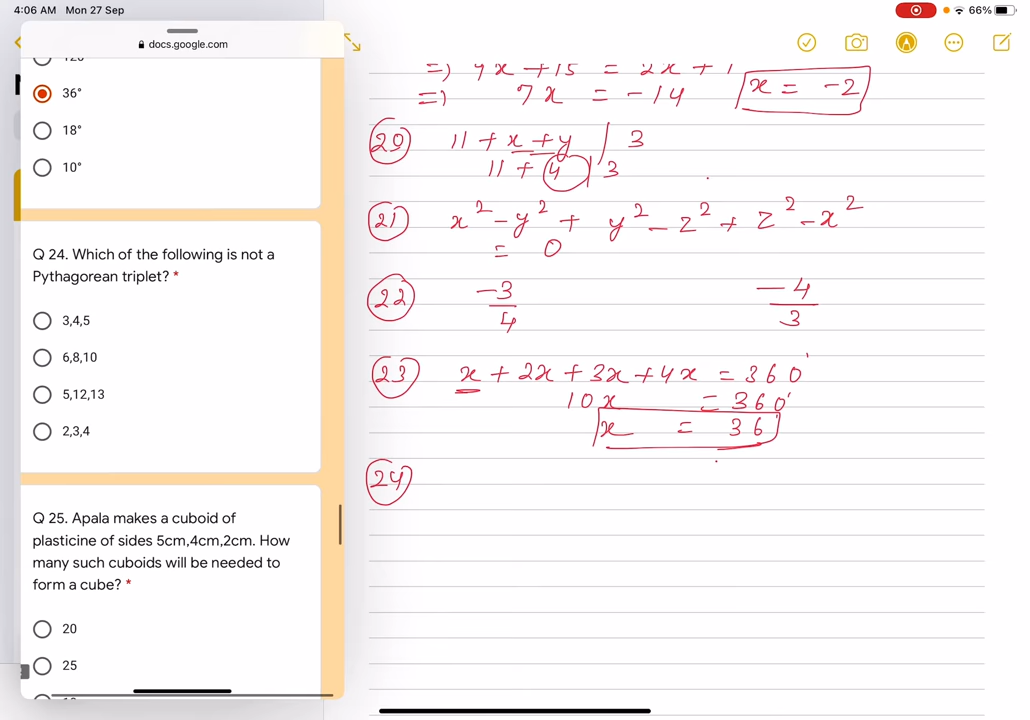 4:06 AM Mon 27 Sep
66%
docs.google.com
36°
18°
10°
Q 24. Which of the following is not a
Pythagorean triplet? *
3,4,5
6,8,10
5,12,13
2,3,4
Q 25. Apala makes a cuboid of
plasticine of sides 5cm,4cm,2cm. How
many such cuboids will be needed to
form a cube? *
20
25
=) 9x + 15 = 2x + 1
=) 7x = -14
x = -2
20 11 + x + y | 3
11 + 4 | 3
21 x² - y² + y² - z² + z² - x²
= 0
22 -3/4 -4/3
23 x + 2x + 3x + 4x = 360
10x = 360
x = 36
24